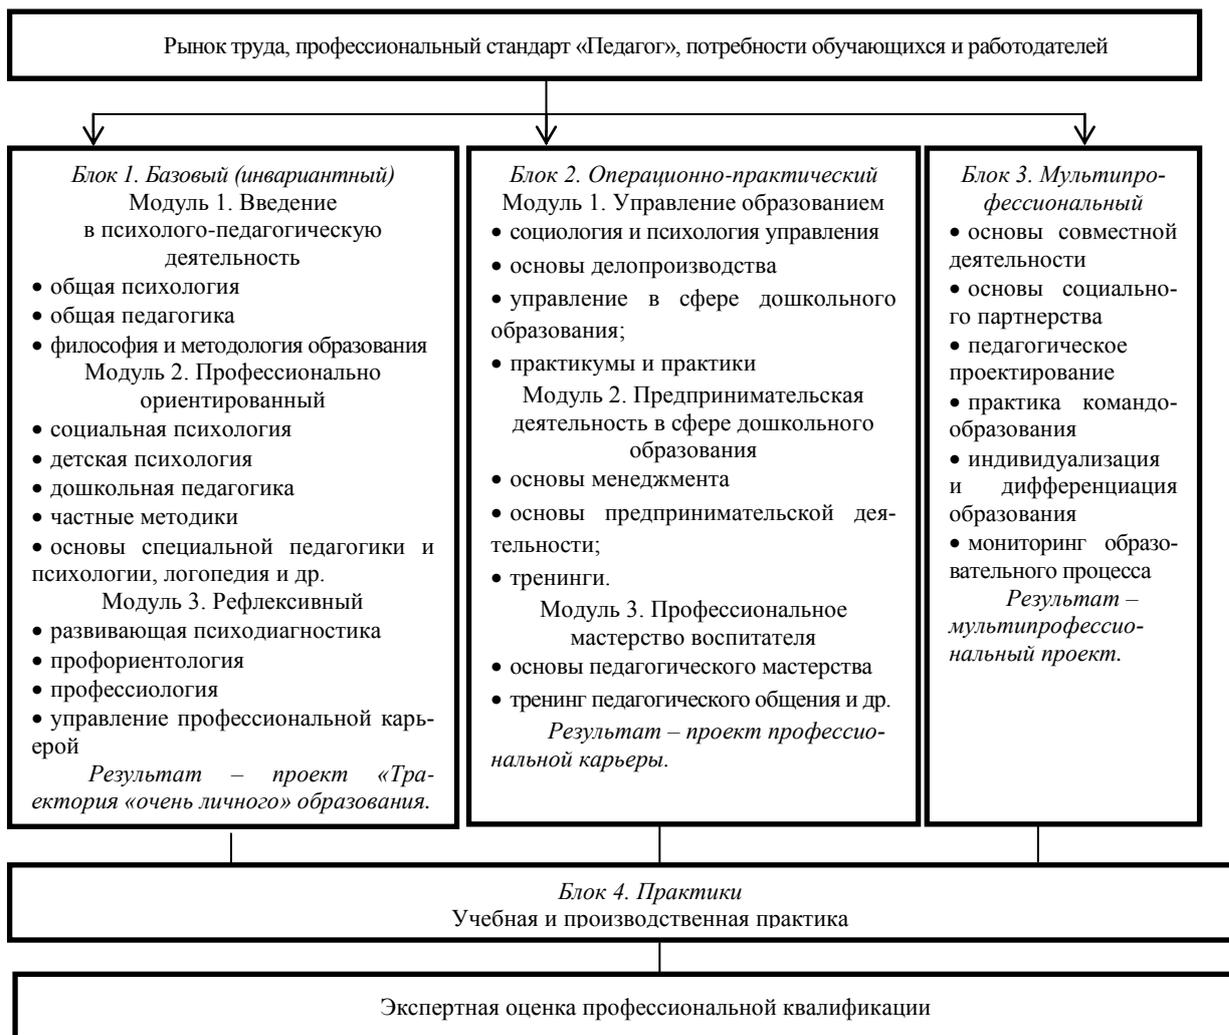 Рынок труда, профессиональный стандарт «Педагог», потребности обучающихся и работодателей
Блок 1. Базовый (инвариантный)
Модуль 1. Введение
в психолого-педагогическую
деятельность
• общая психология
• общая педагогика
• философия и методология образования
Модуль 2. Профессионально
ориентированный
• социальная психология
• детская психология
• дошкольная педагогика
• частные методики
• основы специальной педагогики и
психологии, логопедия и др.
Модуль 3. Рефлексивный
• развивающая психодиагностика
• профориентология
• профессиология
• управление профессиональной карь-
ерой
Результат – проект «Тра-
ектория «очень личного» образования.
Блок 2. Операционно-практический
Модуль 1. Управление образованием
• социология и психология управления
• основы делопроизводства
• управление в сфере дошкольного
образования;
• практикумы и практики
Модуль 2. Предпринимательская
деятельность в сфере дошкольного
образования
• основы менеджмента
• основы предпринимательской дея-
тельности;
• тренинги.
Модуль 3. Профессиональное
мастерство воспитателя
• основы педагогического мастерства
• тренинг педагогического общения и др.
Результат – проект профессио-
нальной карьеры.
Блок 3. Мультипро-
фессиональный
• основы совместной
деятельности
• основы социально-
го партнерства
• педагогическое
проектирование
• практика командо-
образования
• индивидуализация
и дифференциация
образования
• мониторинг образо-
вательного процесса
Результат –
мультипрофессио-
нальный проект.
Блок 4. Практики
Учебная и производственная практика
Экспертная оценка профессиональной квалификации